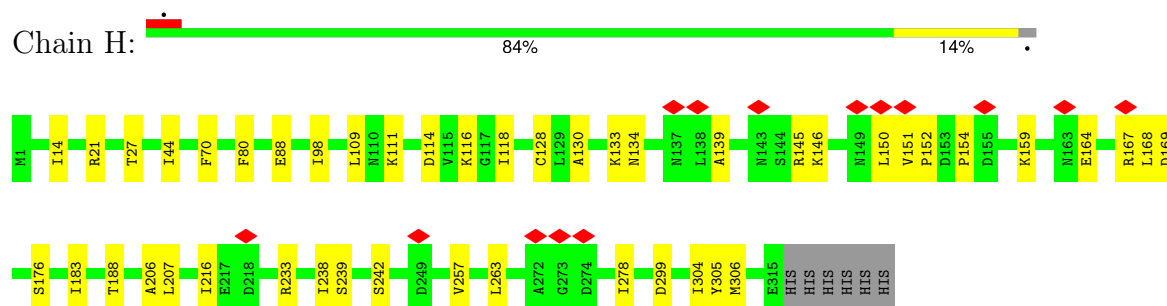 •
Chain H:
84% 14% •
M1 I14 R21 T27 I44 F70 F80 E88 I98 L109 N110 K111 D114 V115 K116 G117 I118 C128 L129 A130 K133 N134 N137 L138 A139 N143 S144 R145 K146 N149 L150 V151 P152 D153 P154 D155 K159 N163 E164 R167 L168 D169
S176 I183 T188 A206 L207 I216 E217 D218 R233 I238 S239 S242 D249 V257 L263 A272 G273 D274 I278 D299 I304 Y305 M306 E315 HIS HIS HIS HIS HIS HIS